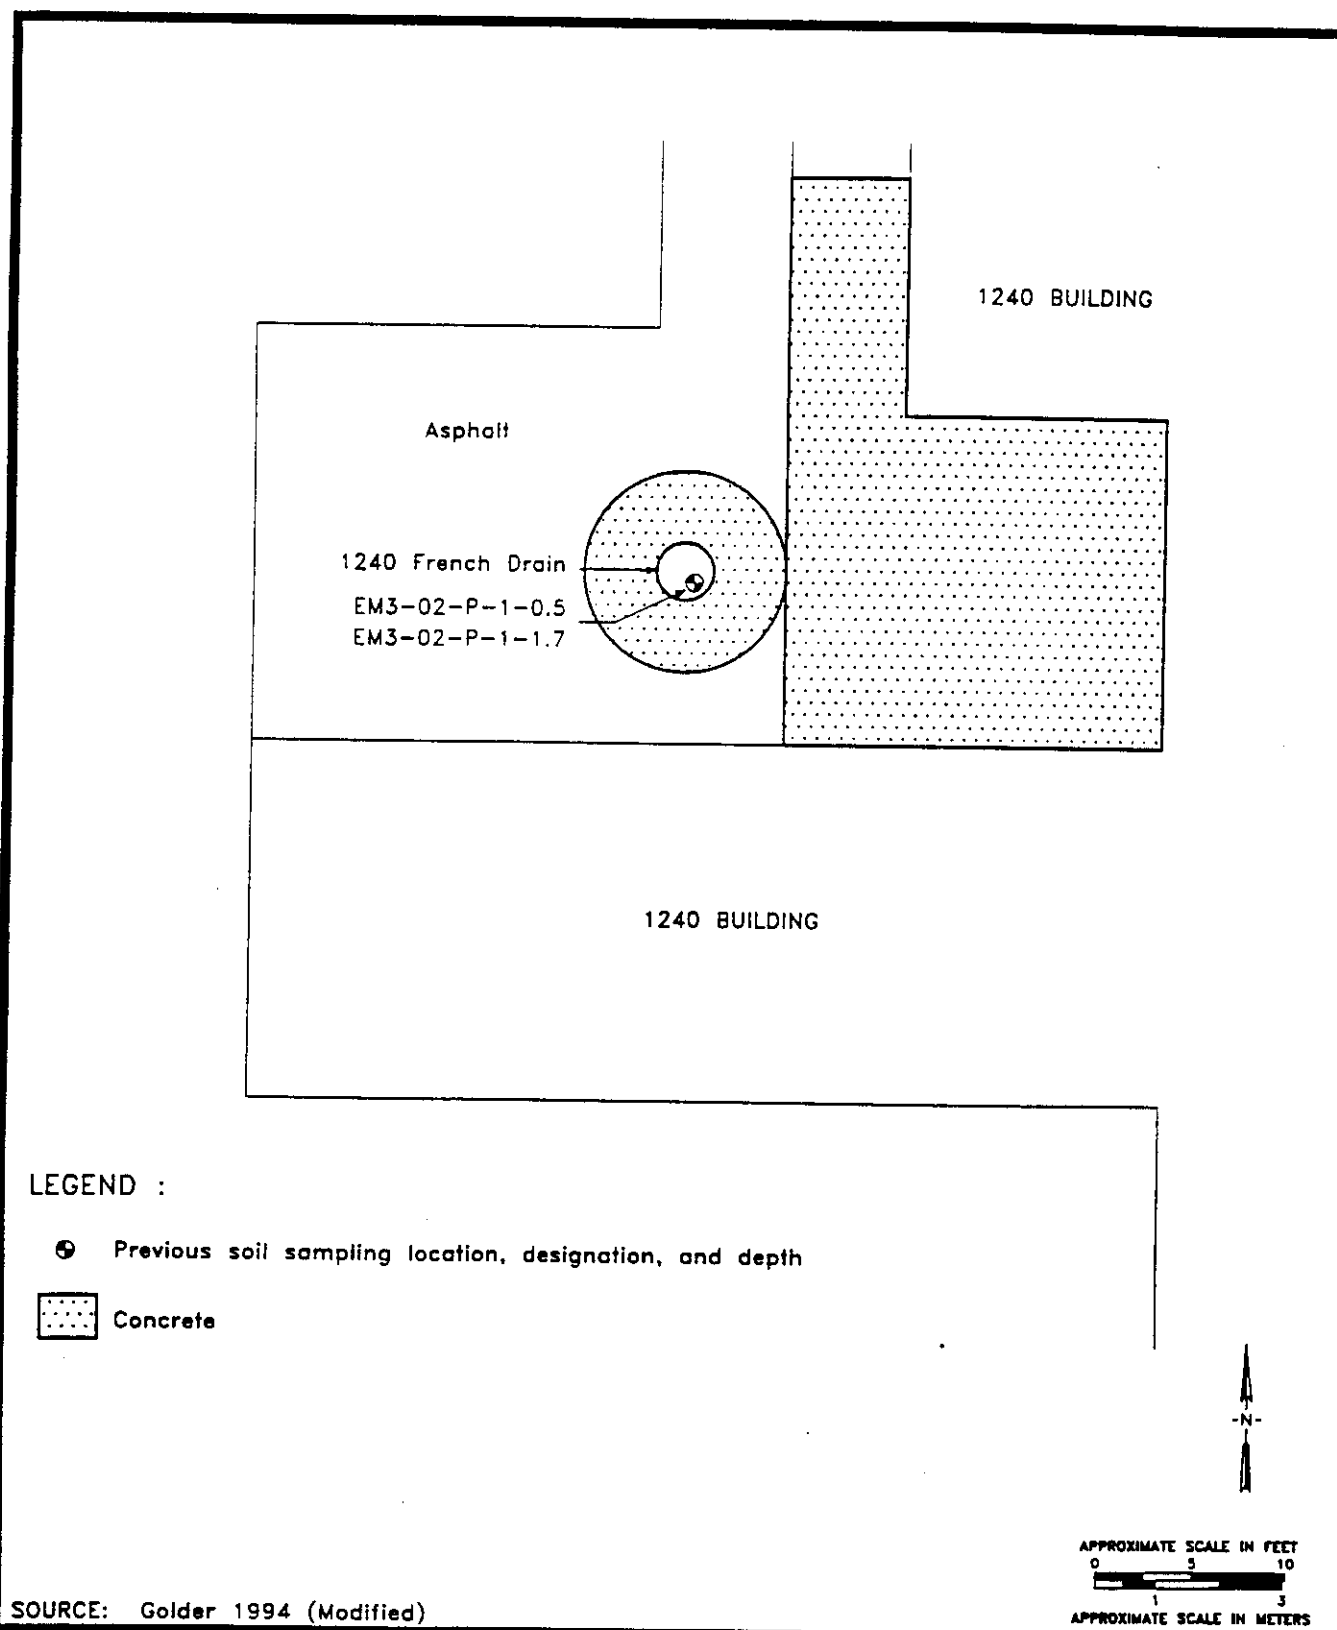 1240 BUILDING
Asphalt
1240 French Drain
EM3-02-P-1-0.5
EM3-02-P-1-1.7
1240 BUILDING
LEGEND :
Previous soil sampling location, designation, and depth
Concrete
-N-
APPROXIMATE SCALE IN FEET
0 5 10
1 3
APPROXIMATE SCALE IN METERS
SOURCE: Golder 1994 (Modified)